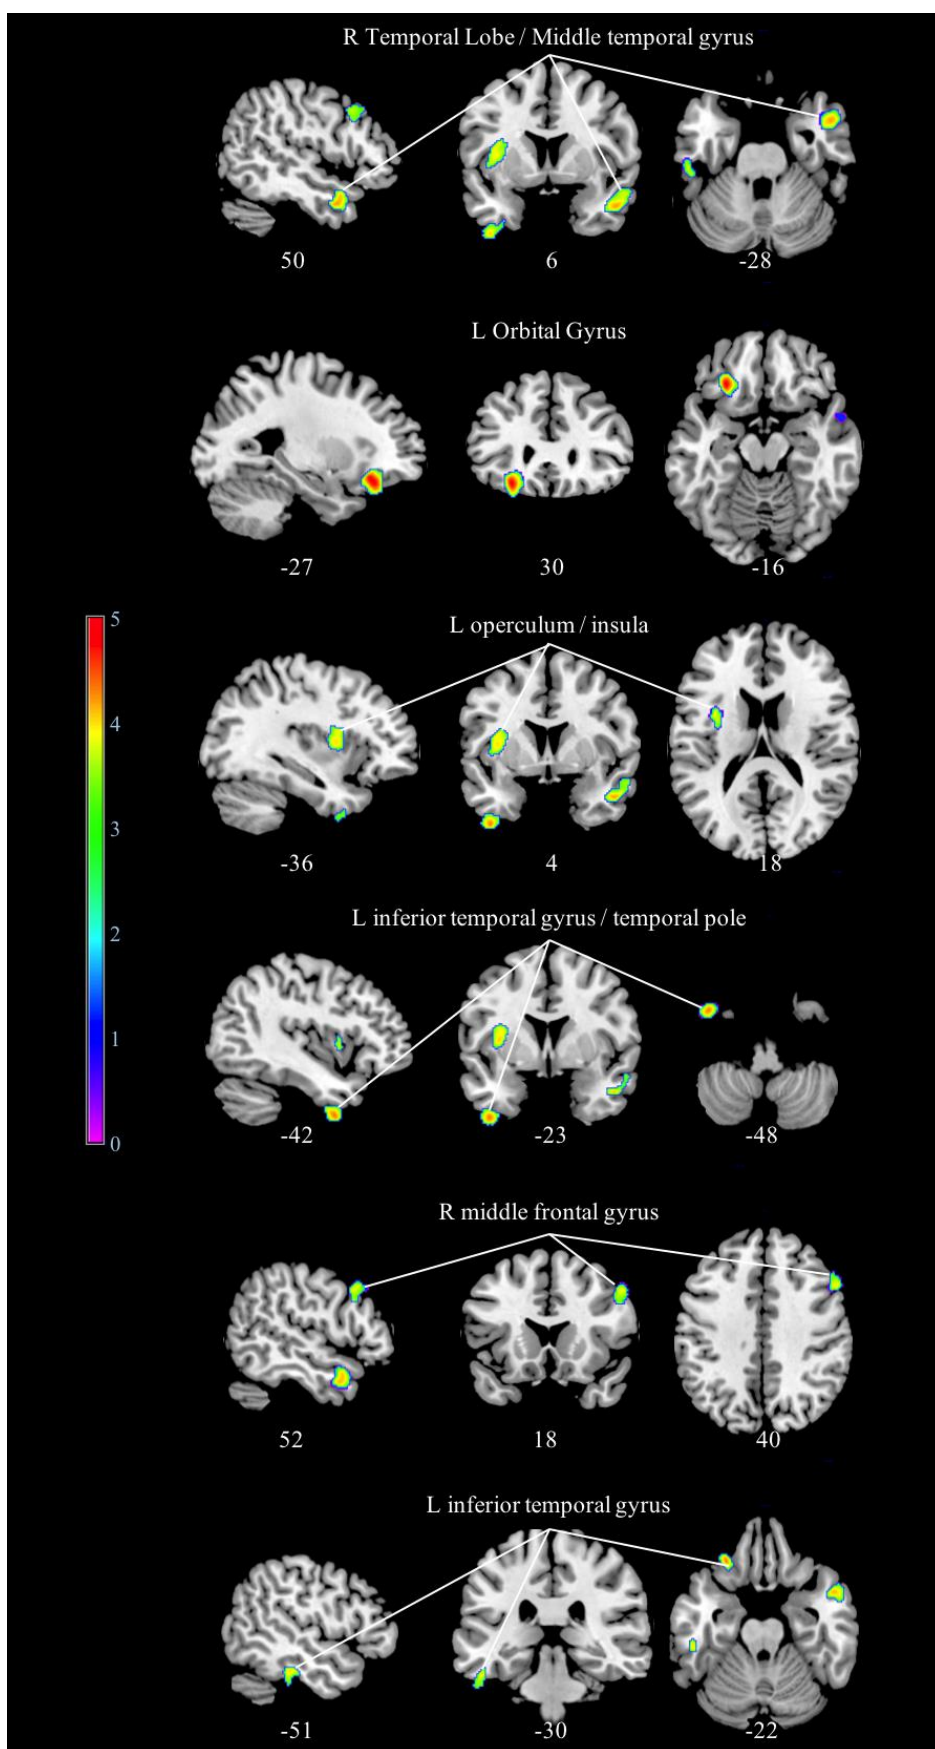 R Temporal Lobe / Middle temporal gyrus
50 6 -28
L Orbital Gyrus
-27 30 -16
L operculum / insula
5
4
3
2
1
0
-36 4 18
L inferior temporal gyrus / temporal pole
-42 -23 -48
R middle frontal gyrus
52 18 40
L inferior temporal gyrus
-51 -30 -22